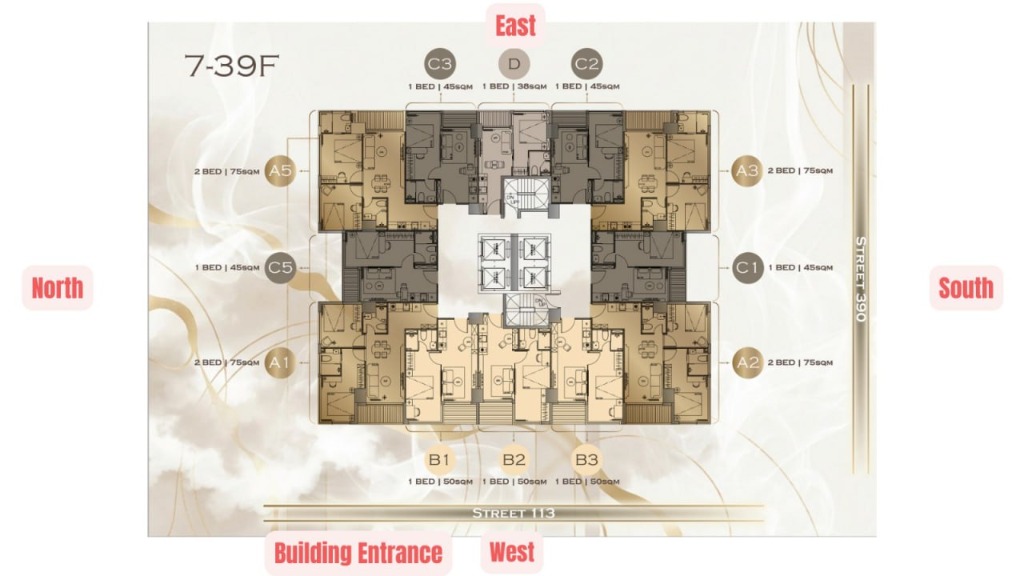 East
7-39F
C3
D
C2
1 BED | 45SQM
1 BED | 38SQM
1 BED | 45SQM
A5
2 BED | 75SQM
A3
2 BED | 75SQM
North
1 BED | 45SQM
C5
C1
1 BED | 45SQM
STREET 390
South
2 BED | 75SQM
A1
A2
2 BED | 75SQM
B1
B2
B3
1 BED | 50SQM
1 BED | 50SQM
1 BED | 50SQM
STREET 113
Building Entrance
West